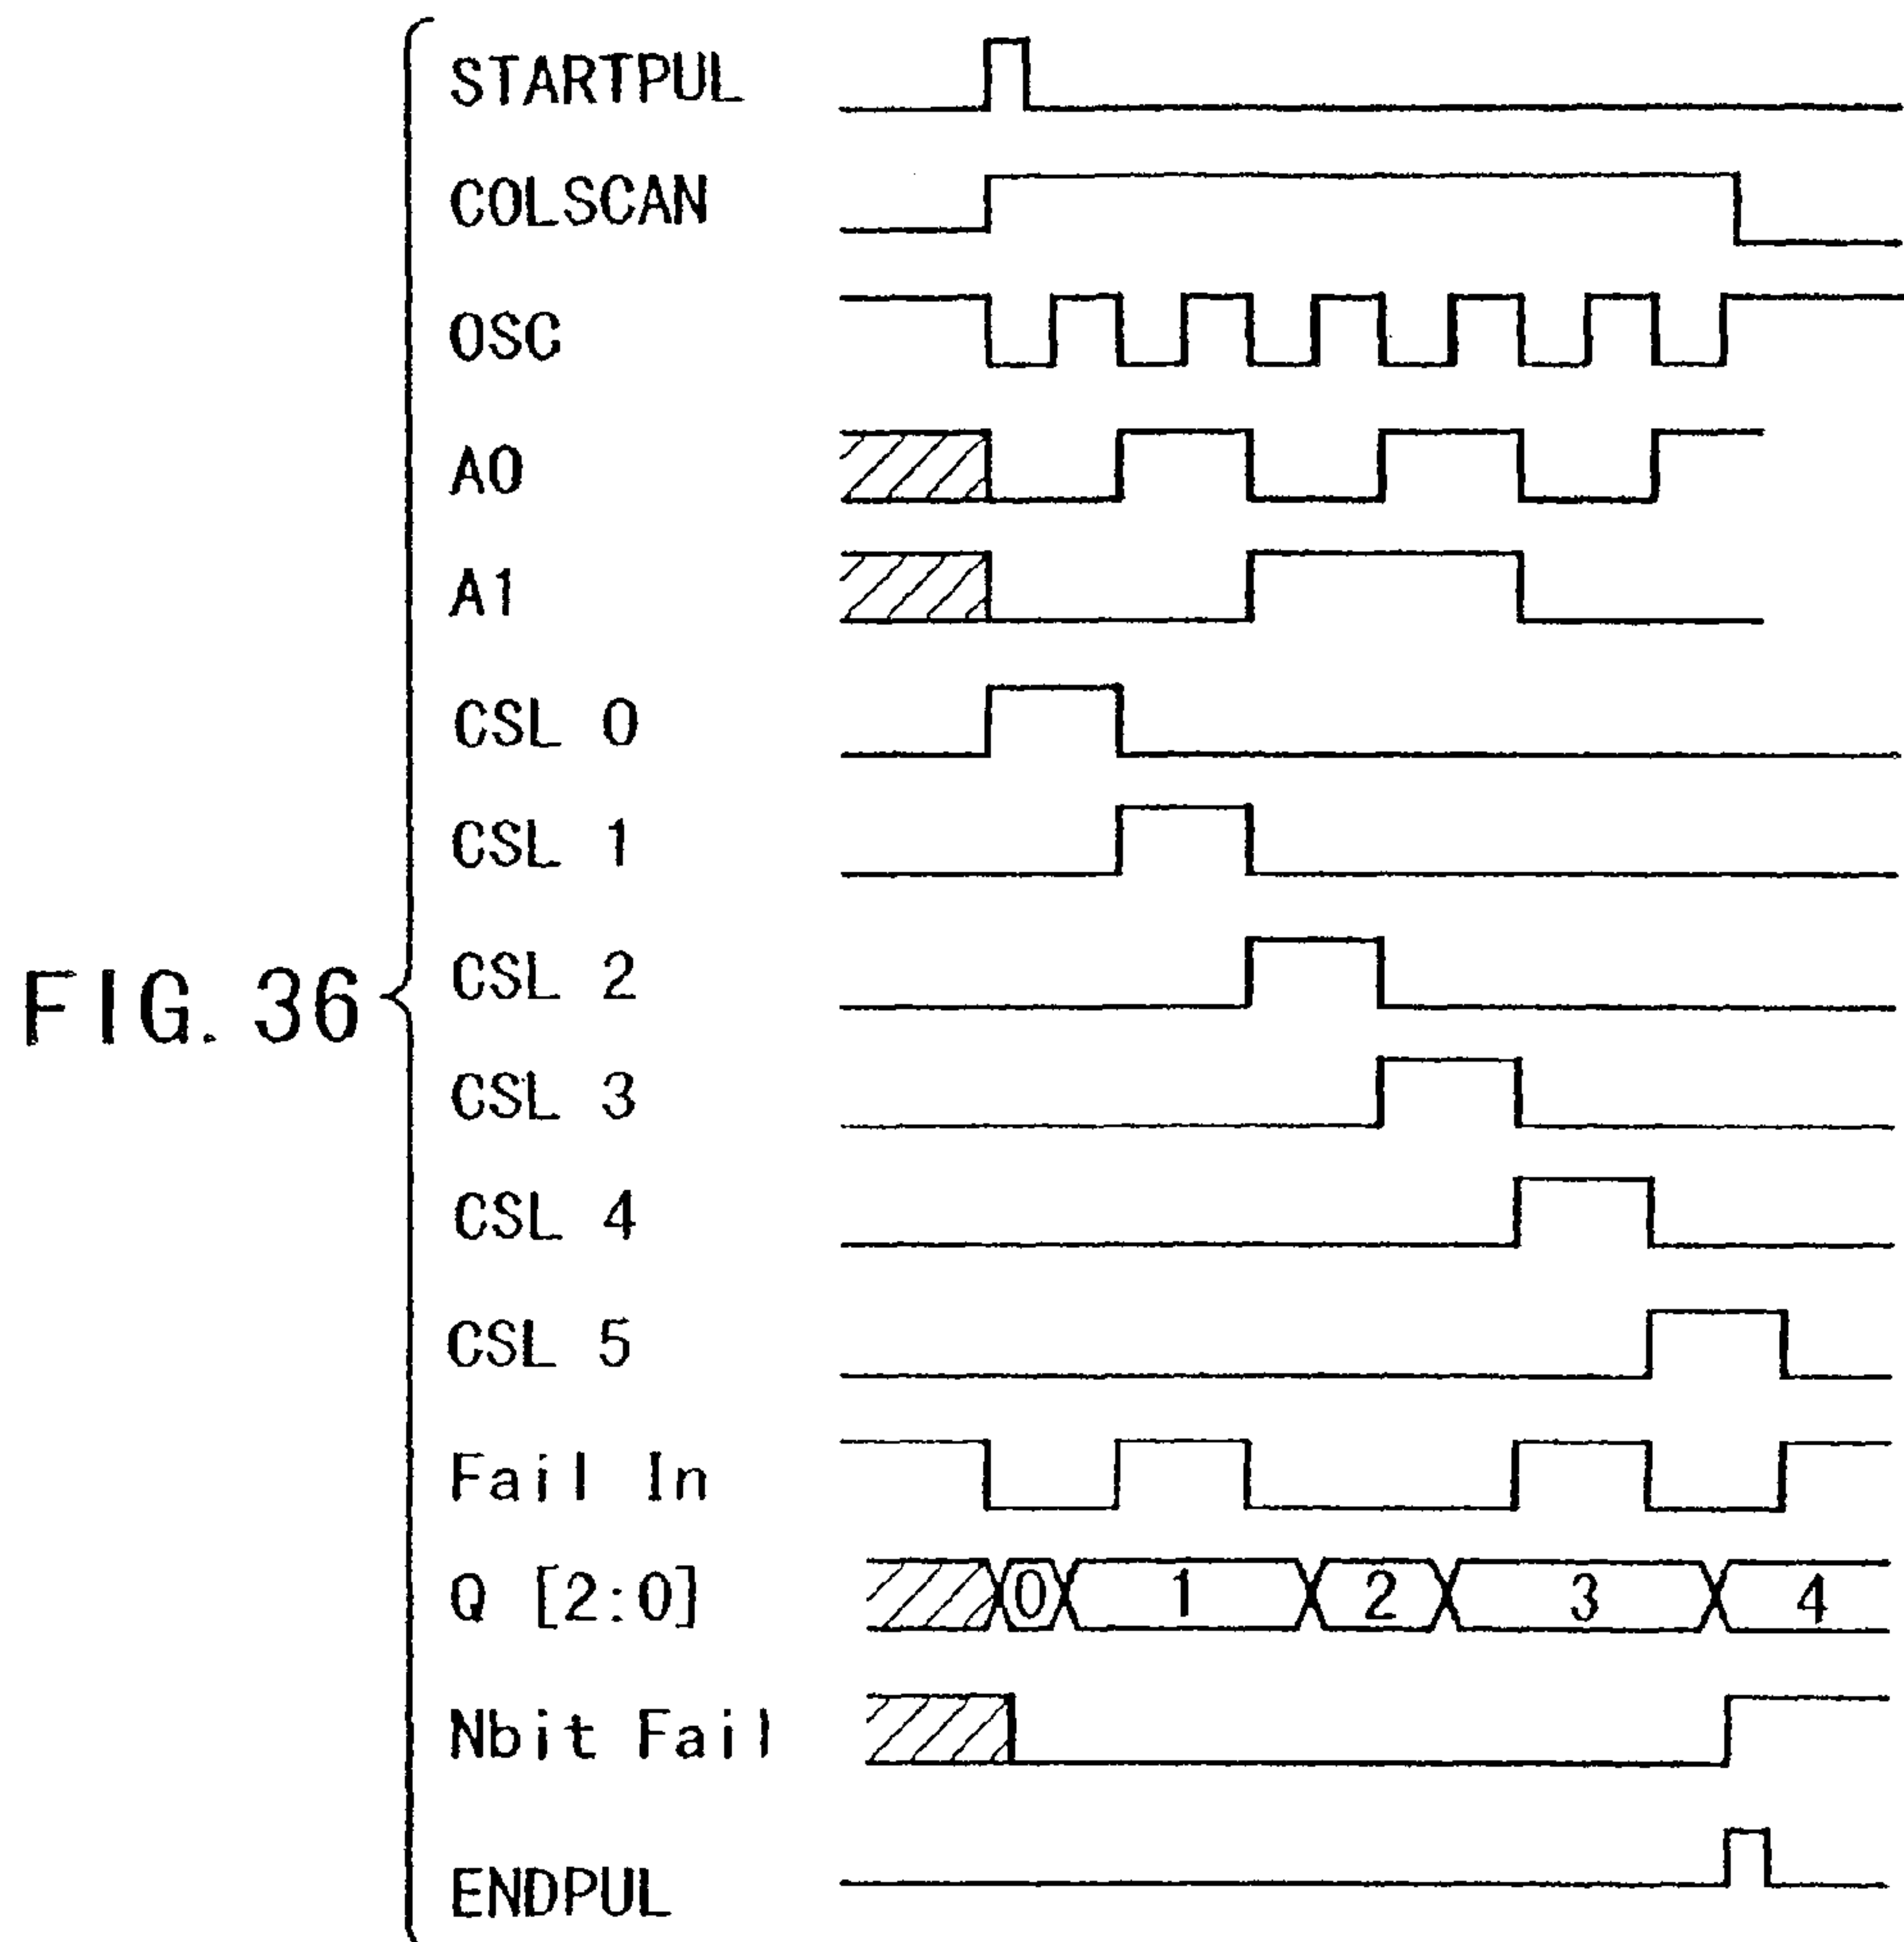 STARTPUL
COLSCAN
OSC
A0
A1
CSL 0
CSL 1
CSL 2
FIG. 36
CSL 3
CSL 4
CSL 5
Fail In
Q [2:0] 0 1 2 3 4
Nbit Fail
ENDPUL